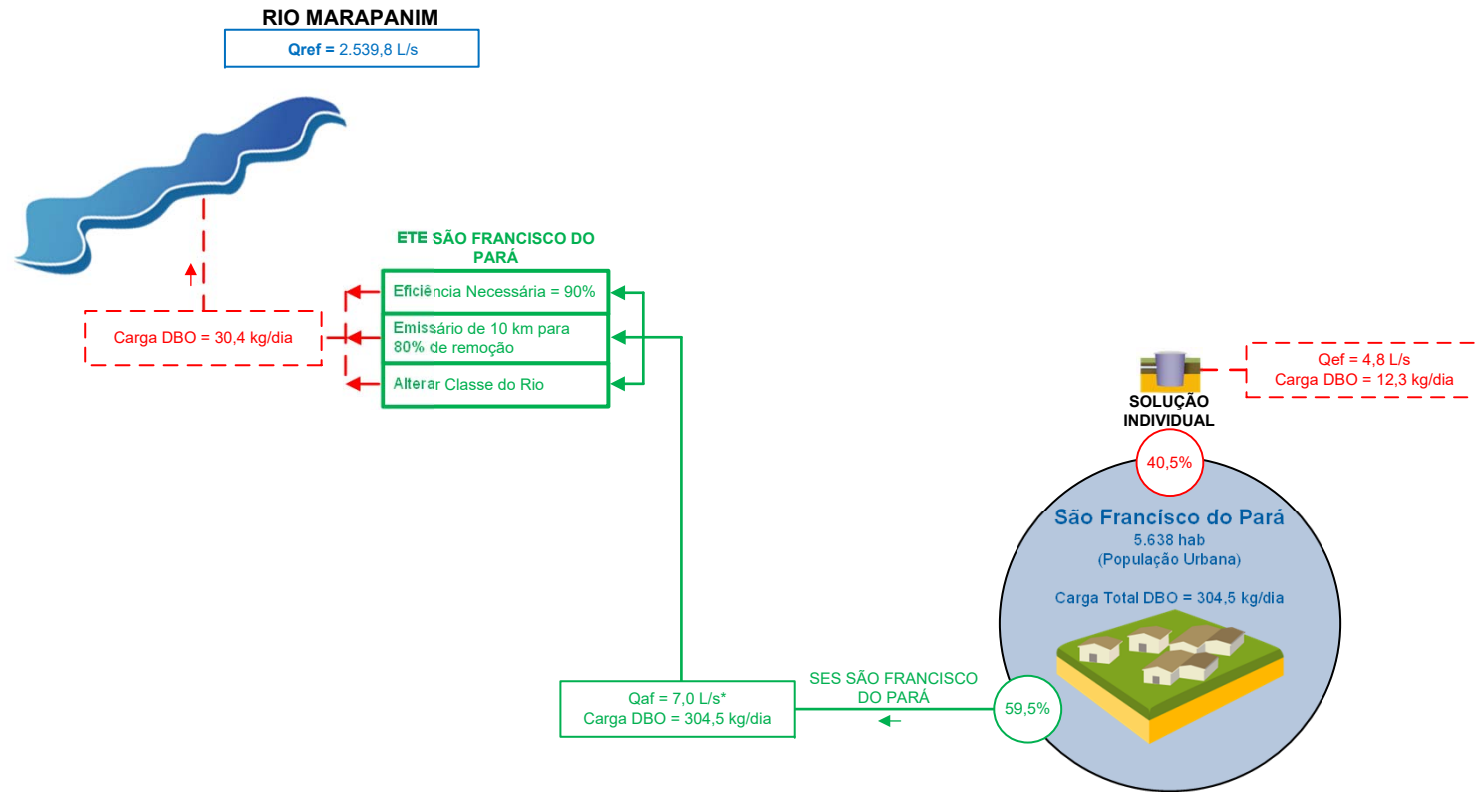 RIO MARAPANIM
Qref = 2.539,8 L/s
ETE SÃO FRANCISCO DO
PARÁ
Eficiência Necessária = 90%
Emissário de 10 km para
80% de remoção
Alterar Classe do Rio
Carga DBO = 30,4 kg/dia
Qef = 4,8 L/s
Carga DBO = 12,3 kg/dia
SOLUÇÃO
INDIVIDUAL
40,5%
São Francisco do Pará
5.638 hab
(População Urbana)
Carga Total DBO = 304,5 kg/dia
SES SÃO FRANCISCO
DO PARÁ
59,5%
Qaf = 7,0 L/s*
Carga DBO = 304,5 kg/dia